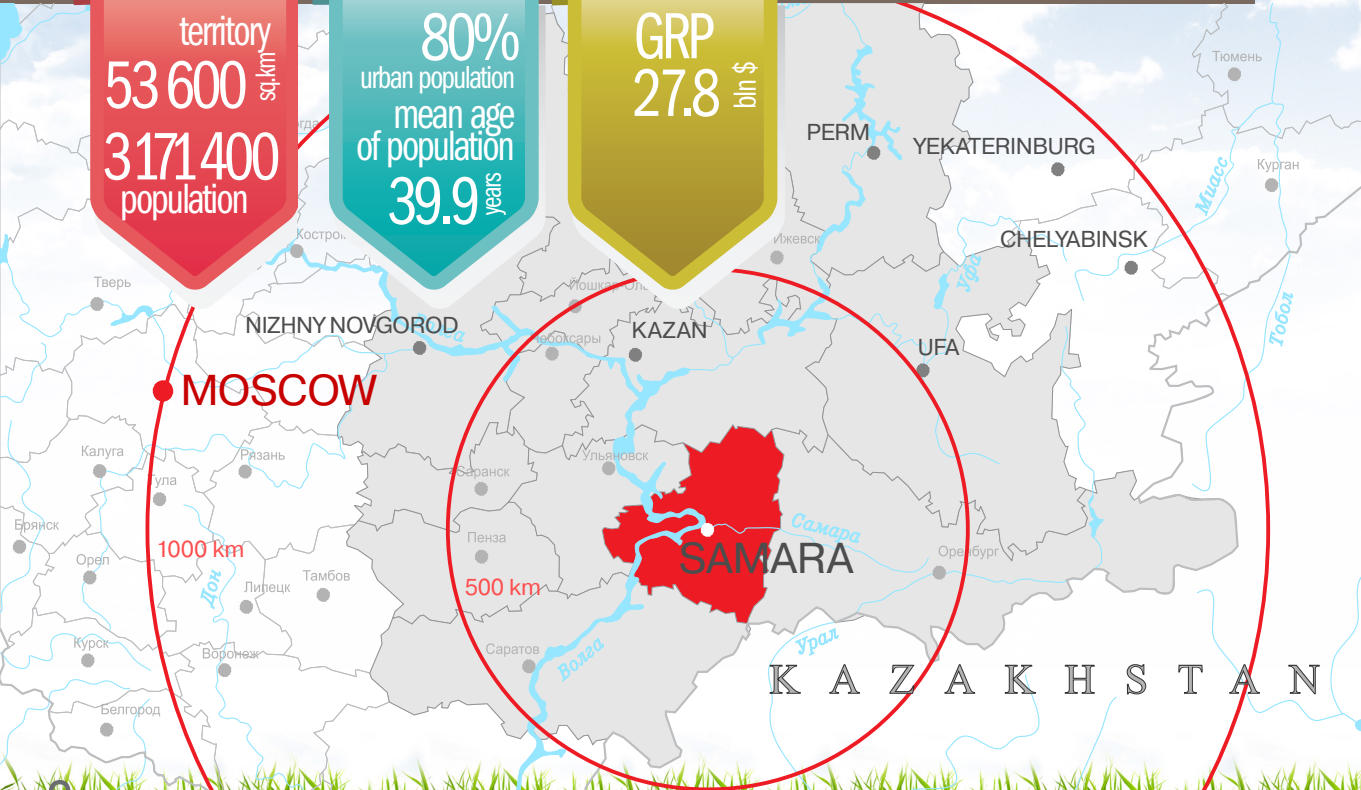 territory
53 600 sq.km
3 171 400
population
80%
urban population
mean age
of population
39.9 years
GRP
27.8 bln $
Тюмень
PERM
YEKATERINBURG
Миасс
Курган
Ижевск
CHELYABINSK
Уфа
Тверь
Тобол
NIZHNY NOVGOROD
KAZAN
UFA
MOSCOW
Калуга
Рязань
Ульяновск
Саранск
Тула
Брянск
Самара
Пенза
1000 km
SAMARA
Оренбург
Орел
Тамбов
Дон
Липецк
500 km
Курск
Воронеж
Саратов
Волга
Урал
KAZAKHSTAN
Белгород